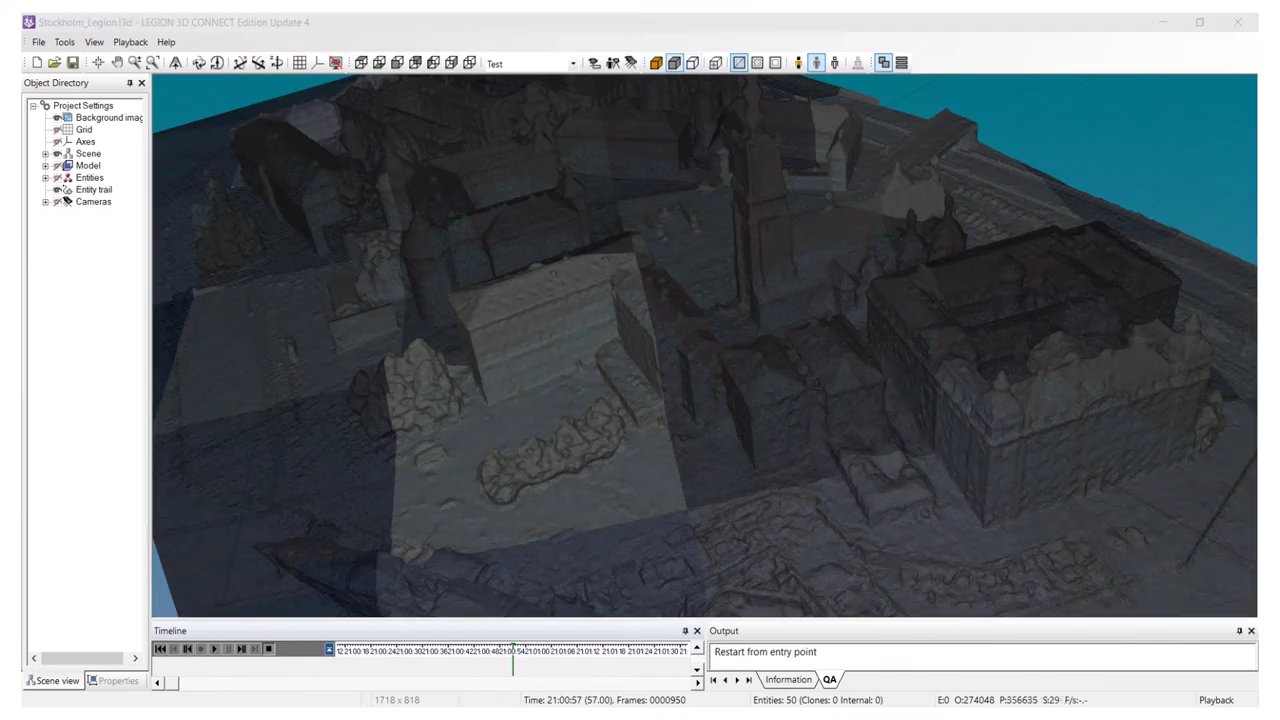 Stockholm_Legion.l3d - LEGION 3D CONNECT Edition Update 4
File Tools View Playback Help
Test
Object Directory
Project Settings
Background imag
Grid
Axes
Scene
Model
Entities
Entity trail
Cameras
Timeline
Output
Restart from entry point
Scene view Properties
Information QA
1718 x 818 Time: 21:00:57 (57.00), Frames: 0000950 Entities: 50 (Clones: 0 Internal: 0) E:0 O:274048 P:356635 S:29 F/s:-.- Playback